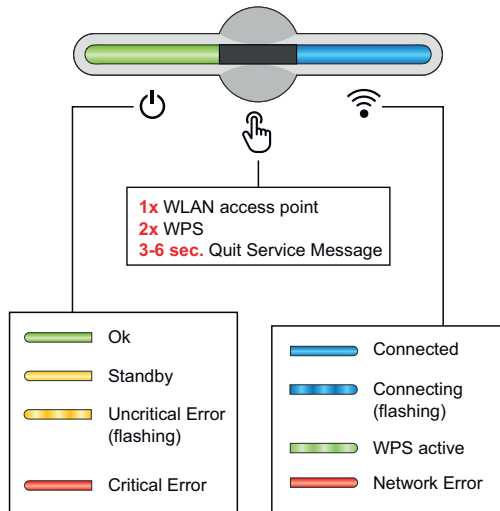 1x WLAN access point
2x WPS
3-6 sec. Quit Service Message
Ok
Standby
Uncritical Error
(flashing)
Critical Error
Connected
Connecting
(flashing)
WPS active
Network Error